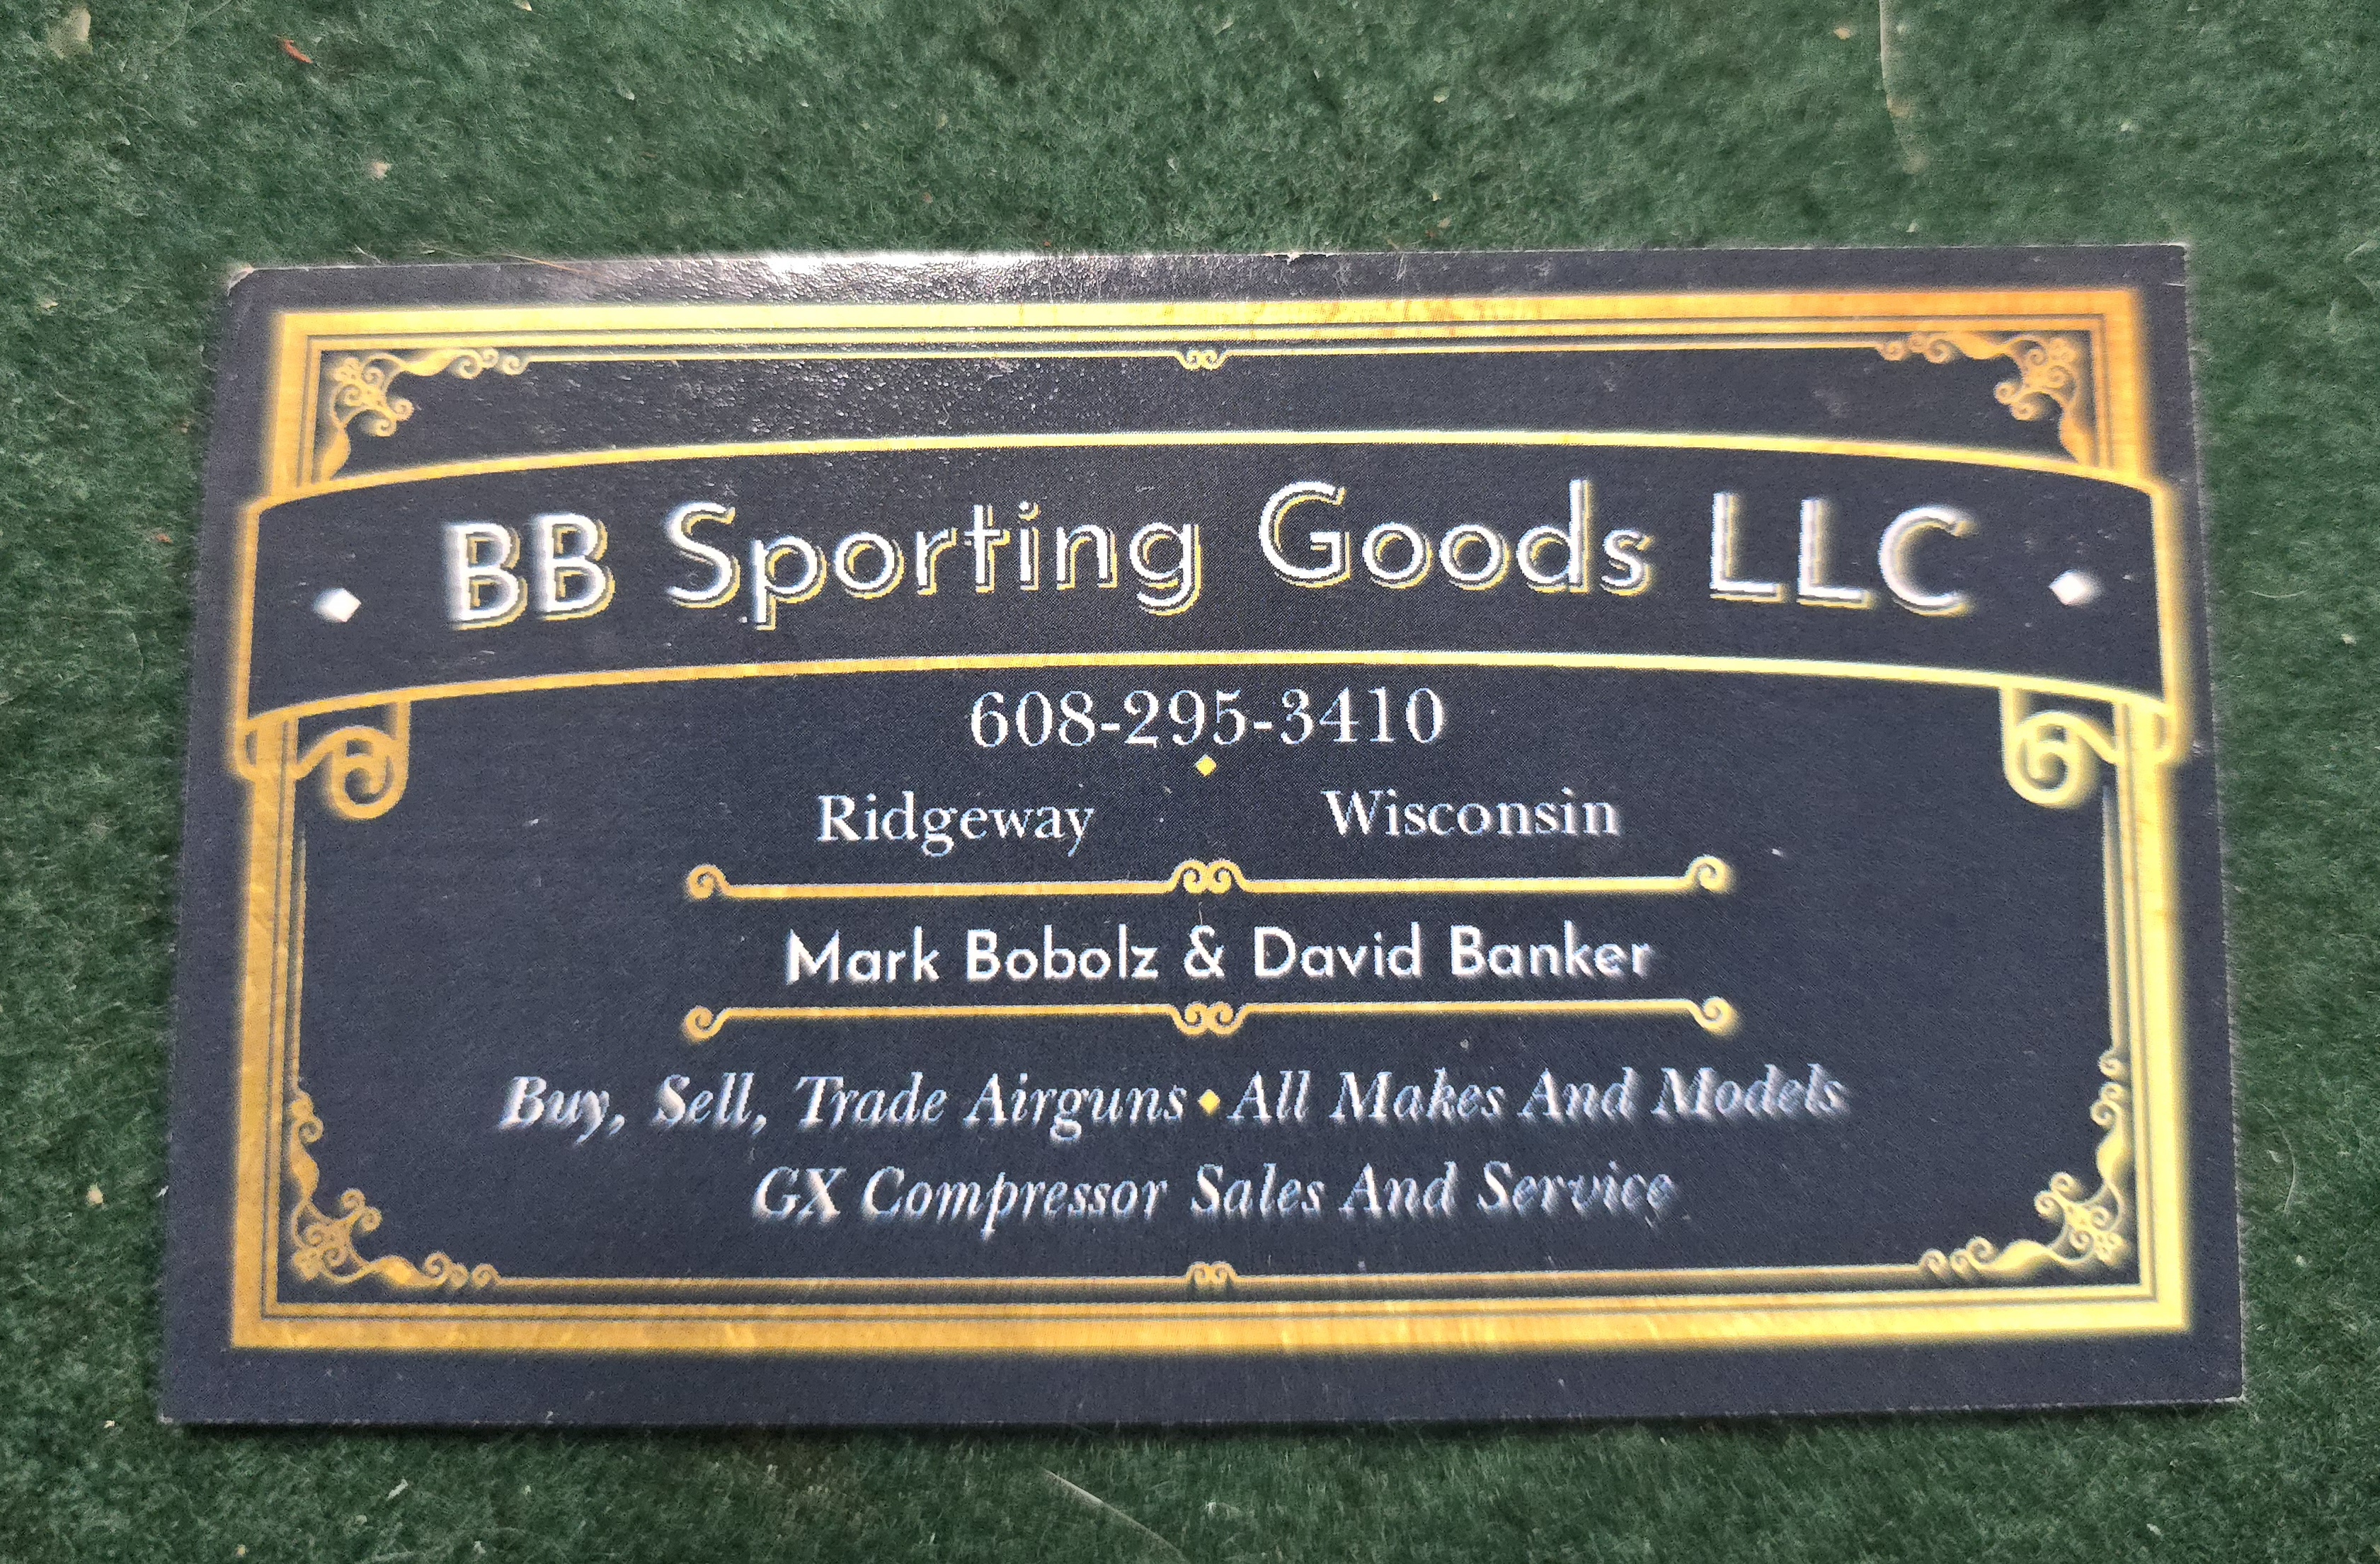 BB Sporting Goods LLC
608-295-3410
Ridgeway Wisconsin
Mark Bobolz & David Banker
Buy, Sell, Trade Airguns⬥All Makes And Models
GX Compressor Sales And Service